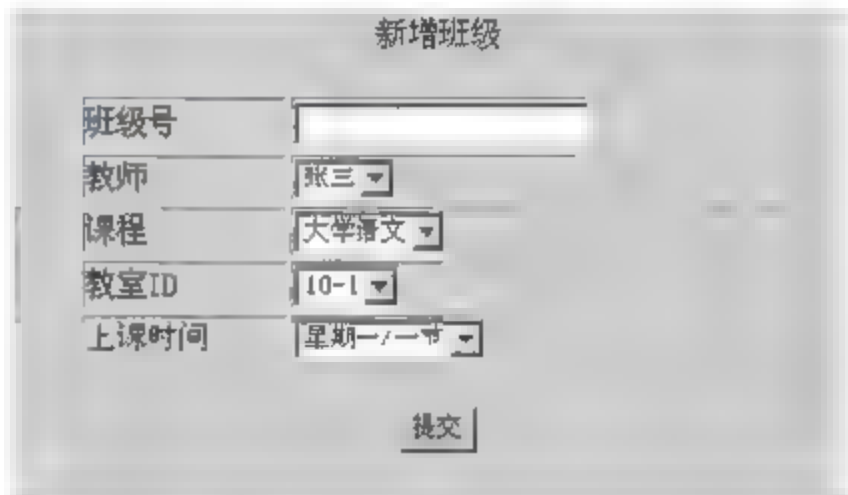 新增班级
班级号
教师 张三
课程 大学语文
教室ID 10-1
上课时间 星期一/一节
提交